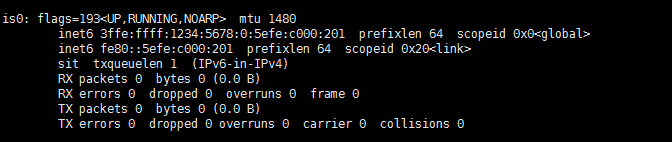 is0: flags=193<UP,RUNNING,NOARP>  mtu 1480
        inet6 3ffe:ffff:1234:5678:0:5efe:c000:201  prefixlen 64  scopeid 0x0<global>
        inet6 fe80::5efe:c000:201  prefixlen 64  scopeid 0x20<link>
        sit  txqueuelen 1  (IPv6-in-IPv4)
        RX packets 0  bytes 0 (0.0 B)
        RX errors 0  dropped 0  overruns 0  frame 0
        TX packets 0  bytes 0 (0.0 B)
        TX errors 0  dropped 0 overruns 0  carrier 0  collisions 0